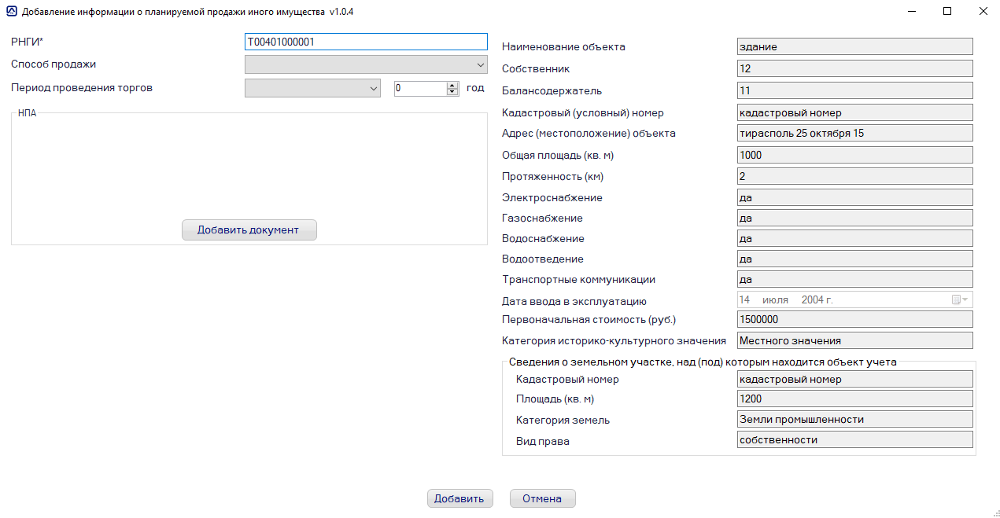 Добавление информации о планируемой продажи иного имущества v1.0.4
РНГИ*
T00401000001
Способ продажи
Период проведения торгов
0
год
НПА
Добавить документ
Наименование объекта
здание
Собственник
12
Балансодержатель
11
Кадастровый (условный) номер
кадастровый номер
Адрес (местоположение) объекта
тирасполь 25 октября 15
Общая площадь (кв. м)
1000
Протяженность (км)
2
Электроснабжение
да
Газоснабжение
да
Водоснабжение
да
Водоотведение
да
Транспортные коммуникации
да
Дата ввода в эксплуатацию
14 июля 2004 г.
Первоначальная стоимость (руб.)
1500000
Категория историко-культурного значения
Местного значения
Сведения о земельном участке, над (под) которым находится объект учета
Кадастровый номер
кадастровый номер
Площадь (кв. м)
1200
Категория земель
Земли промышленности
Вид права
собственности
Добавить
Отмена